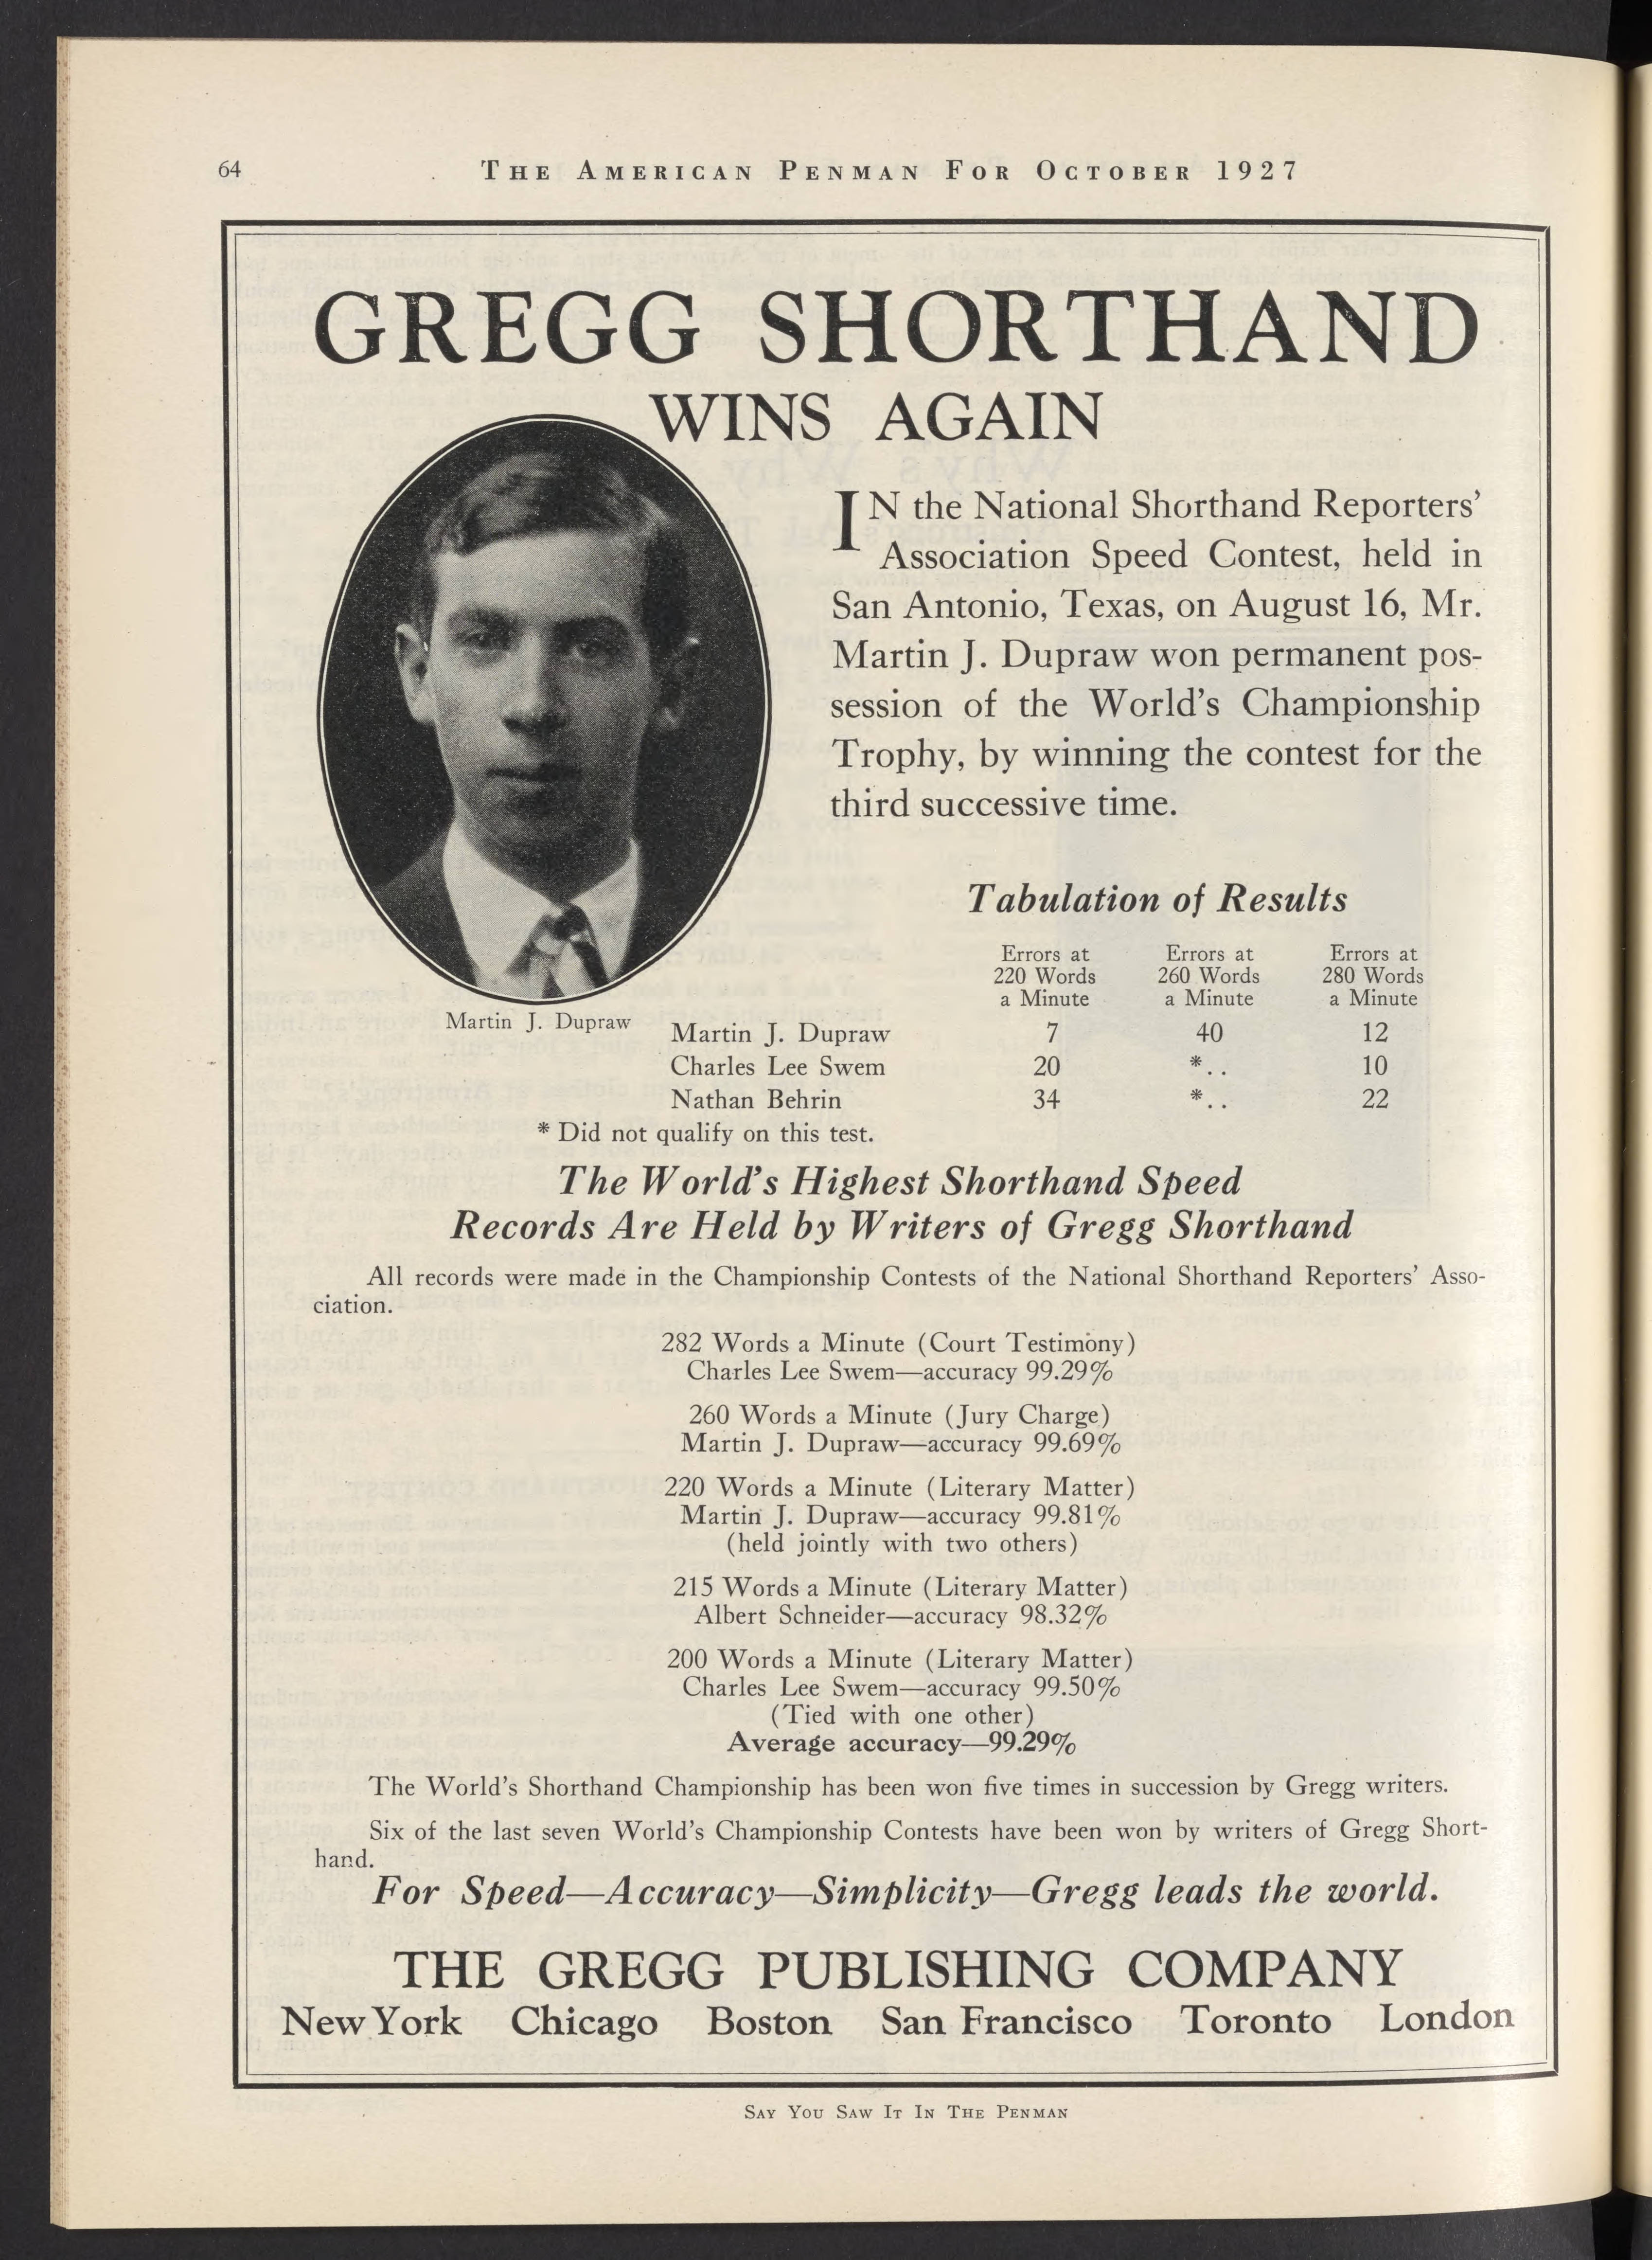 64
THE AMERICAN PENMAN FOR OCTOBER 1927
GREGG SHORTHAND
WINS AGAIN
IN the National Shorthand Reporters'
Association Speed Contest, held in
San Antonio, Texas, on August 16, Mr.
Martin J. Dupraw won permanent pos-
session of the World's Championship
Trophy, by winning the contest for the
third successive time.
Martin J. Dupraw
Tabulation of Results
Errors at Errors at Errors at
220 Words 260 Words 280 Words
a Minute a Minute a Minute
Martin J. Dupraw 7 40 12
Charles Lee Swem 20 *.. 10
Nathan Behrin 34 *.. 22
* Did not qualify on this test.
The World's Highest Shorthand Speed
Records Are Held by Writers of Gregg Shorthand
All records were made in the Championship Contests of the National Shorthand Reporters' Asso-
ciation.
282 Words a Minute (Court Testimony)
Charles Lee Swem—accuracy 99.29%
260 Words a Minute (Jury Charge)
Martin J. Dupraw—accuracy 99.69%
220 Words a Minute (Literary Matter)
Martin J. Dupraw—accuracy 99.81%
(held jointly with two others)
215 Words a Minute (Literary Matter)
Albert Schneider—accuracy 98.32%
200 Words a Minute (Literary Matter)
Charles Lee Swem—accuracy 99.50%
(Tied with one other)
Average accuracy—99.29%
The World's Shorthand Championship has been won five times in succession by Gregg writers.
Six of the last seven World's Championship Contests have been won by writers of Gregg Short-
hand.
For Speed—Accuracy—Simplicity—Gregg leads the world.
THE GREGG PUBLISHING COMPANY
New York Chicago Boston San Francisco Toronto London
SAY YOU SAW IT IN THE PENMAN